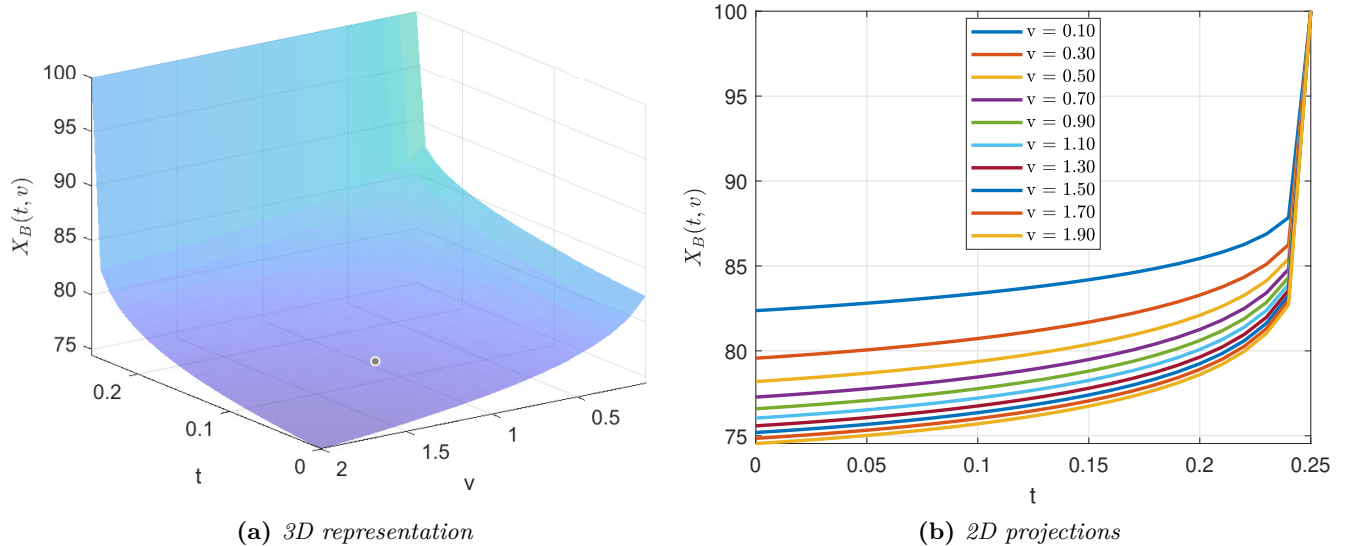 100
95
90
85
80
75
X_B(t, v)
0.2
0.1
0
t
2
1.5
1
0.5
v
100
95
90
85
80
75
X_B(t, v)
v = 0.10
v = 0.30
v = 0.50
v = 0.70
v = 0.90
v = 1.10
v = 1.30
v = 1.50
v = 1.70
v = 1.90
0 0.05 0.1 0.15 0.2 0.25
t
(a) 3D representation
(b) 2D projections